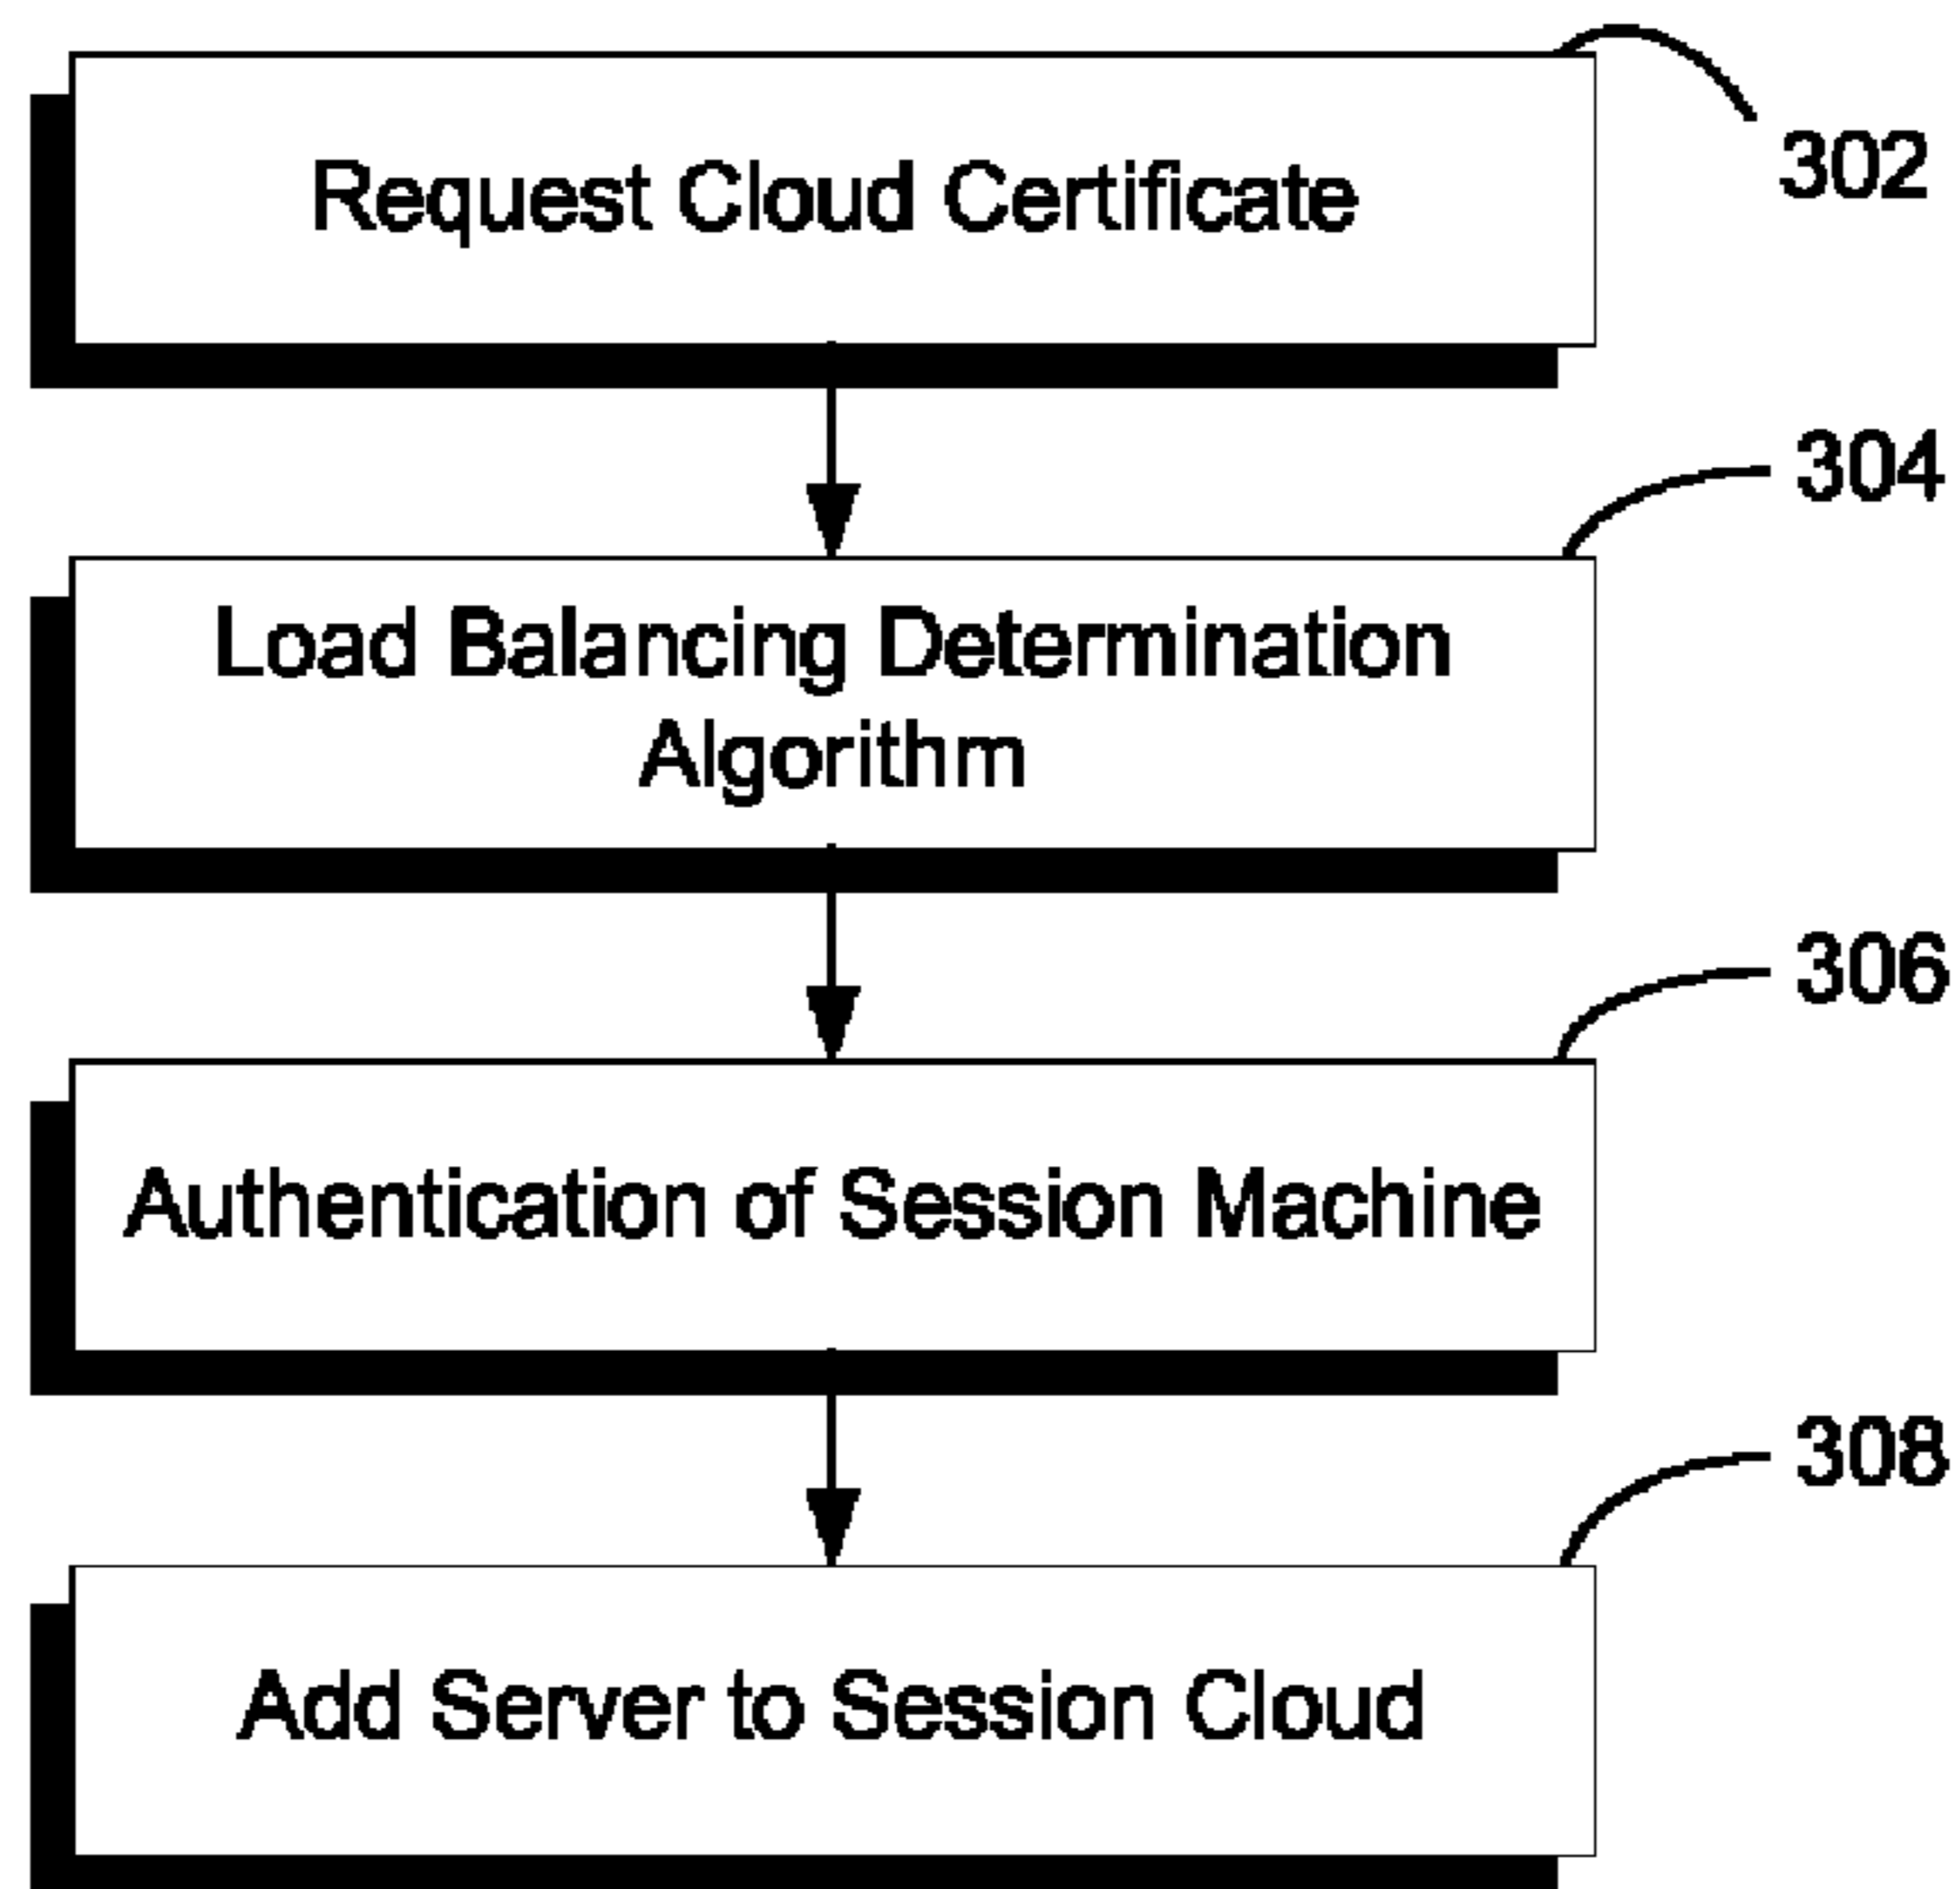 Request Cloud Certificate
302
304
Load Balancing Determination
Algorithm
306
Authentication of Session Machine
308
Add Server to Session Cloud